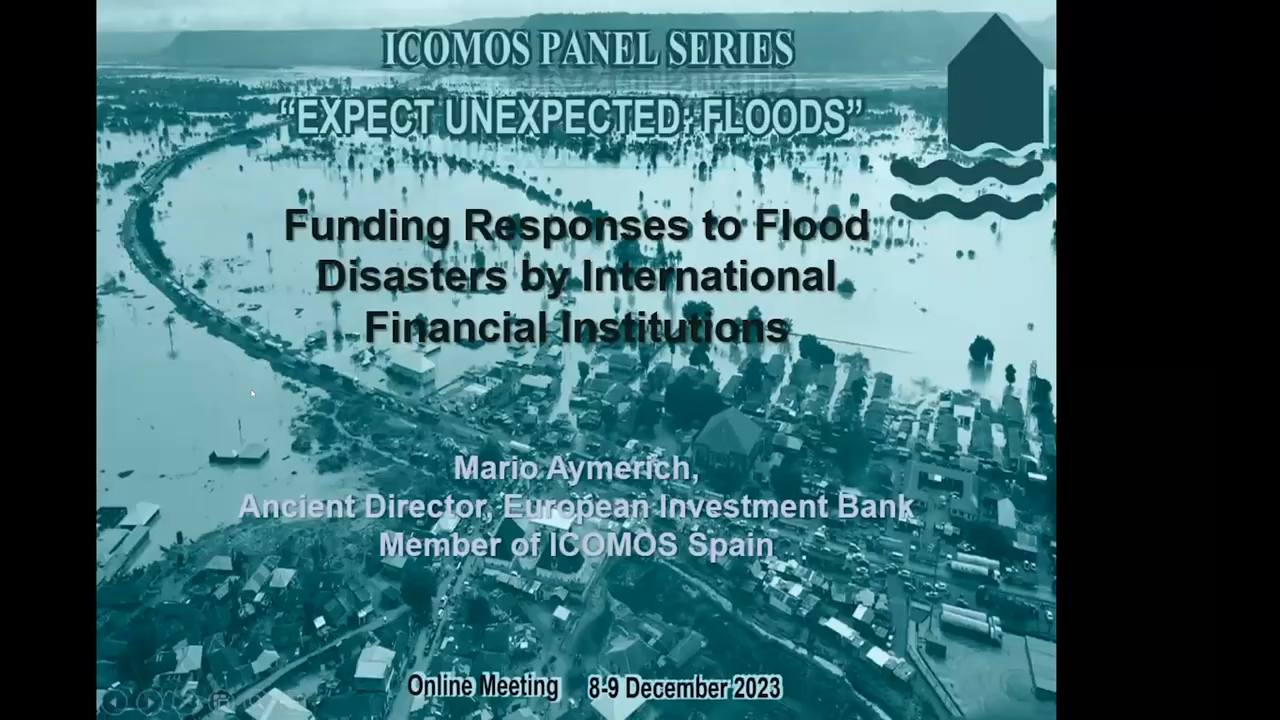 ICOMOS PANEL SERIES
“EXPECT UNEXPECTED: FLOODS”
Funding Responses to Flood
Disasters by International
Financial Institutions
Mario Aymerich,
Ancient Director, European Investment Bank
Member of ICOMOS Spain
Online Meeting 8-9 December 2023